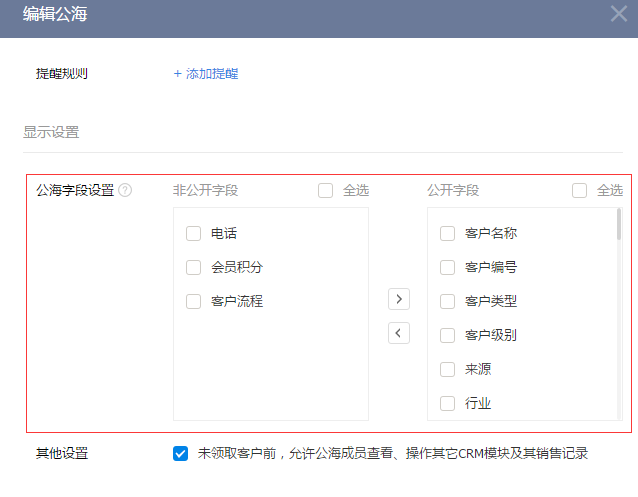 编辑公海
提醒规则 + 添加提醒
显示设置
公海字段设置 ? 非公开字段 全选 公开字段 全选
电话 客户名称
会员积分 客户编号
客户流程 客户类型
客户级别
来源
行业
其他设置 未领取客户前，允许公海成员查看、操作其它CRM模块及其销售记录